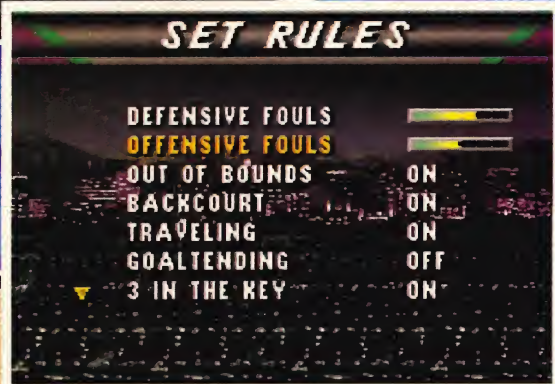 SET RULES
DEFENSIVE FOULS
OFFENSIVE FOULS
OUT OF BOUNDS ON
BACKCOURT ON
TRAVELING ON
GOALTENDING OFF
3 IN THE KEY ON